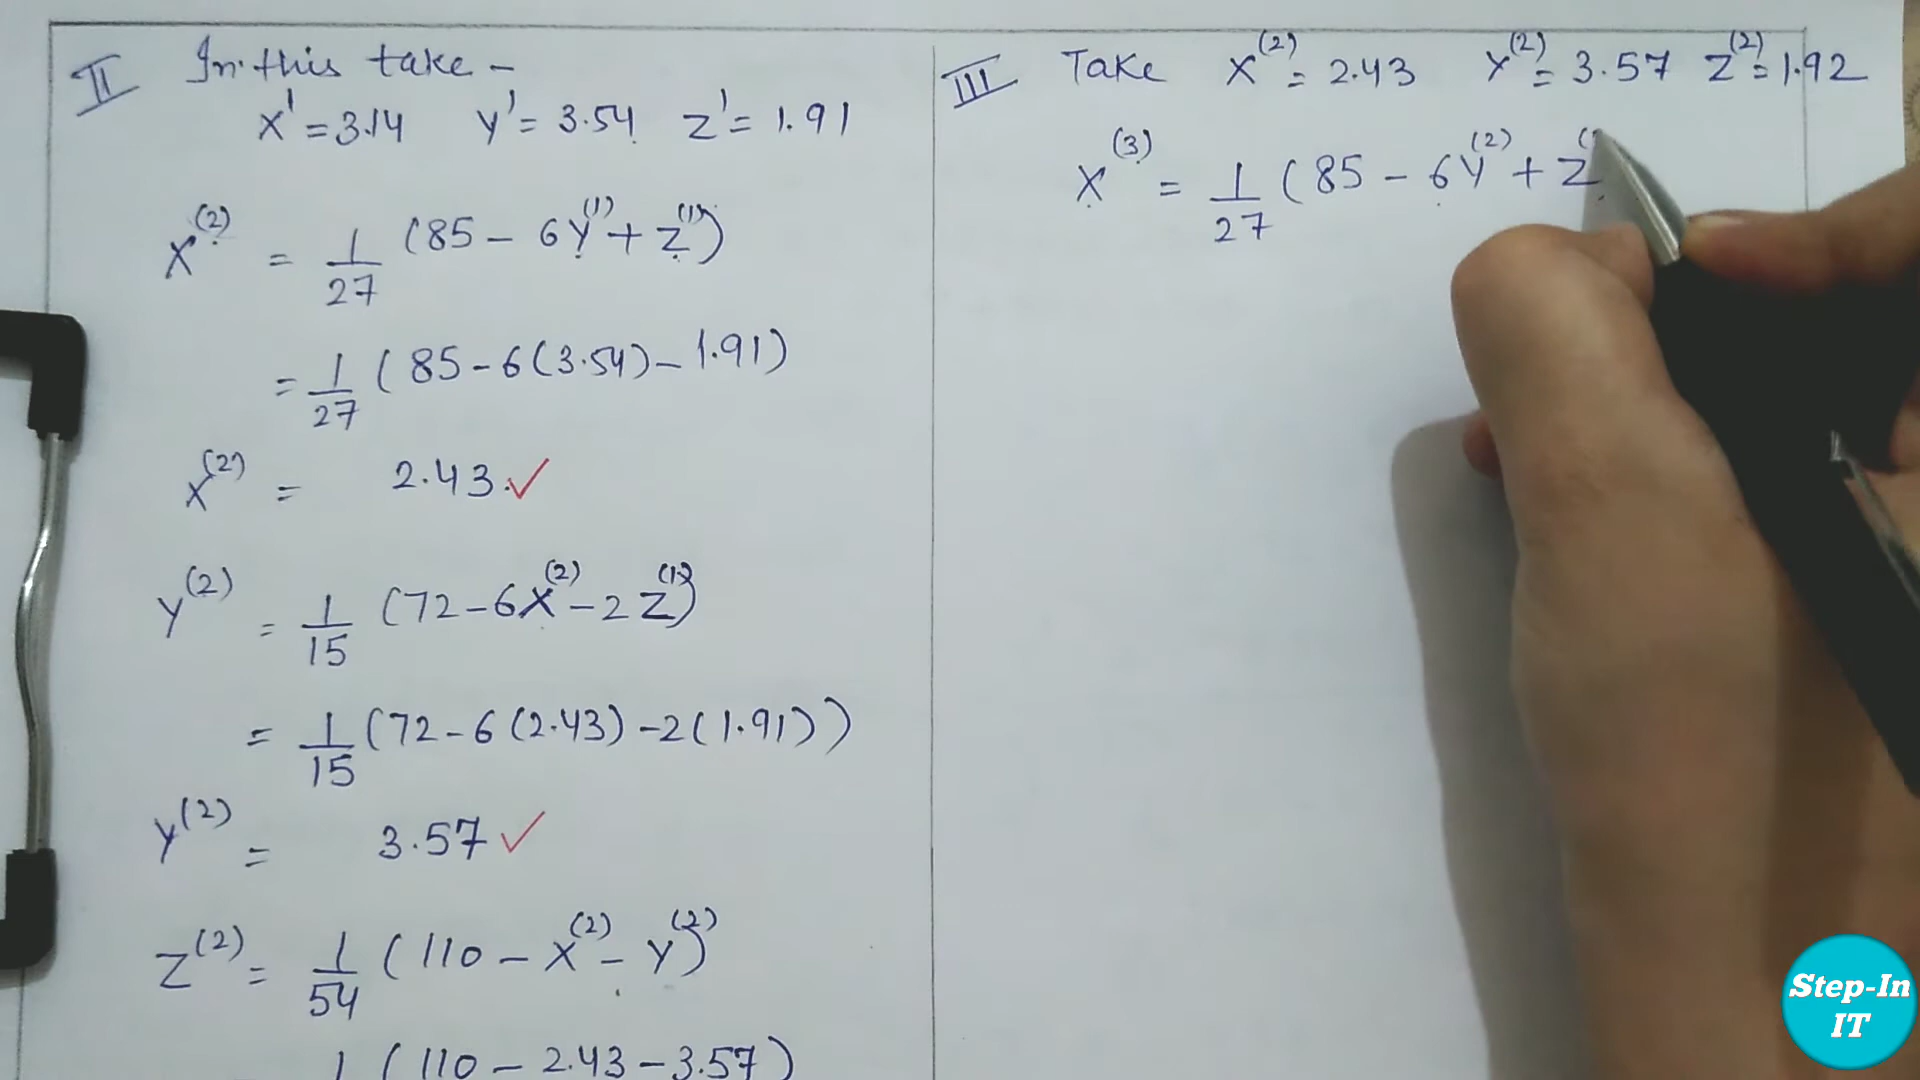 II In this take -
x' = 3.14 y' = 3.54 z' = 1.91
x^(2) = 1/27 (85 - 6y^(1) + z^(1))
= 1/27 (85 - 6(3.54) - 1.91)
x^(2) = 2.43 ✓
y^(2) = 1/15 (72 - 6x^(2) - 2z^(1))
= 1/15 (72 - 6(2.43) - 2(1.91))
y^(2) = 3.57 ✓
z^(2) = 1/54 (110 - x^(2) - y^(2))
1 (110 - 2.43 - 3.57)
III Take x^(2) = 2.43 y^(2) = 3.57 z^(2) = 1.92
x^(3) = 1/27 (85 - 6y^(2) + z^(
Step-In
IT